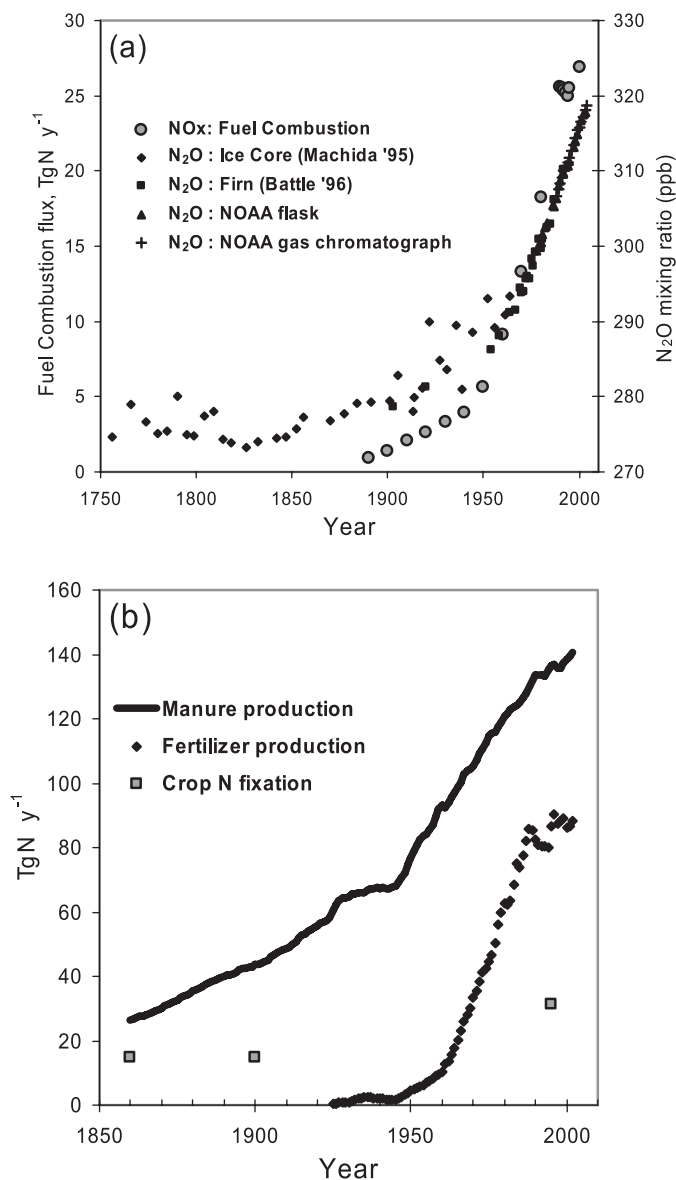 (a)
30
25
20
15
10
5
0
Fuel Combustion flux, TgN y⁻¹
NOx: Fuel Combustion
N₂O : Ice Core (Machida '95)
N₂O : Firn (Battle '96)
N₂O : NOAA flask
N₂O : NOAA gas chromatograph
330
320
310
300
290
280
270
N₂O mixing ratio (ppb)
1750 1800 1850 1900 1950 2000
Year
(b)
160
140
120
100
80
60
40
20
0
TgN y⁻¹
Manure production
Fertilizer production
Crop N fixation
1850 1900 1950 2000
Year